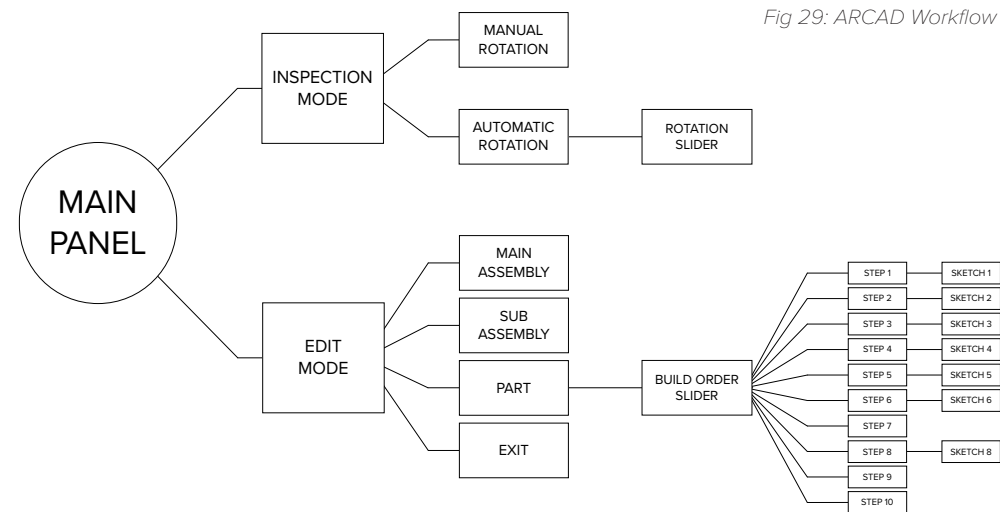 Fig 29: ARCAD Workflow
MAIN
PANEL
INSPECTION
MODE
MANUAL
ROTATION
AUTOMATIC
ROTATION
ROTATION
SLIDER
EDIT
MODE
MAIN
ASSEMBLY
SUB
ASSEMBLY
PART
EXIT
BUILD ORDER
SLIDER
STEP 1
SKETCH 1
STEP 2
SKETCH 2
STEP 3
SKETCH 3
STEP 4
SKETCH 4
STEP 5
SKETCH 5
STEP 6
SKETCH 6
STEP 7
STEP 8
SKETCH 8
STEP 9
STEP 10